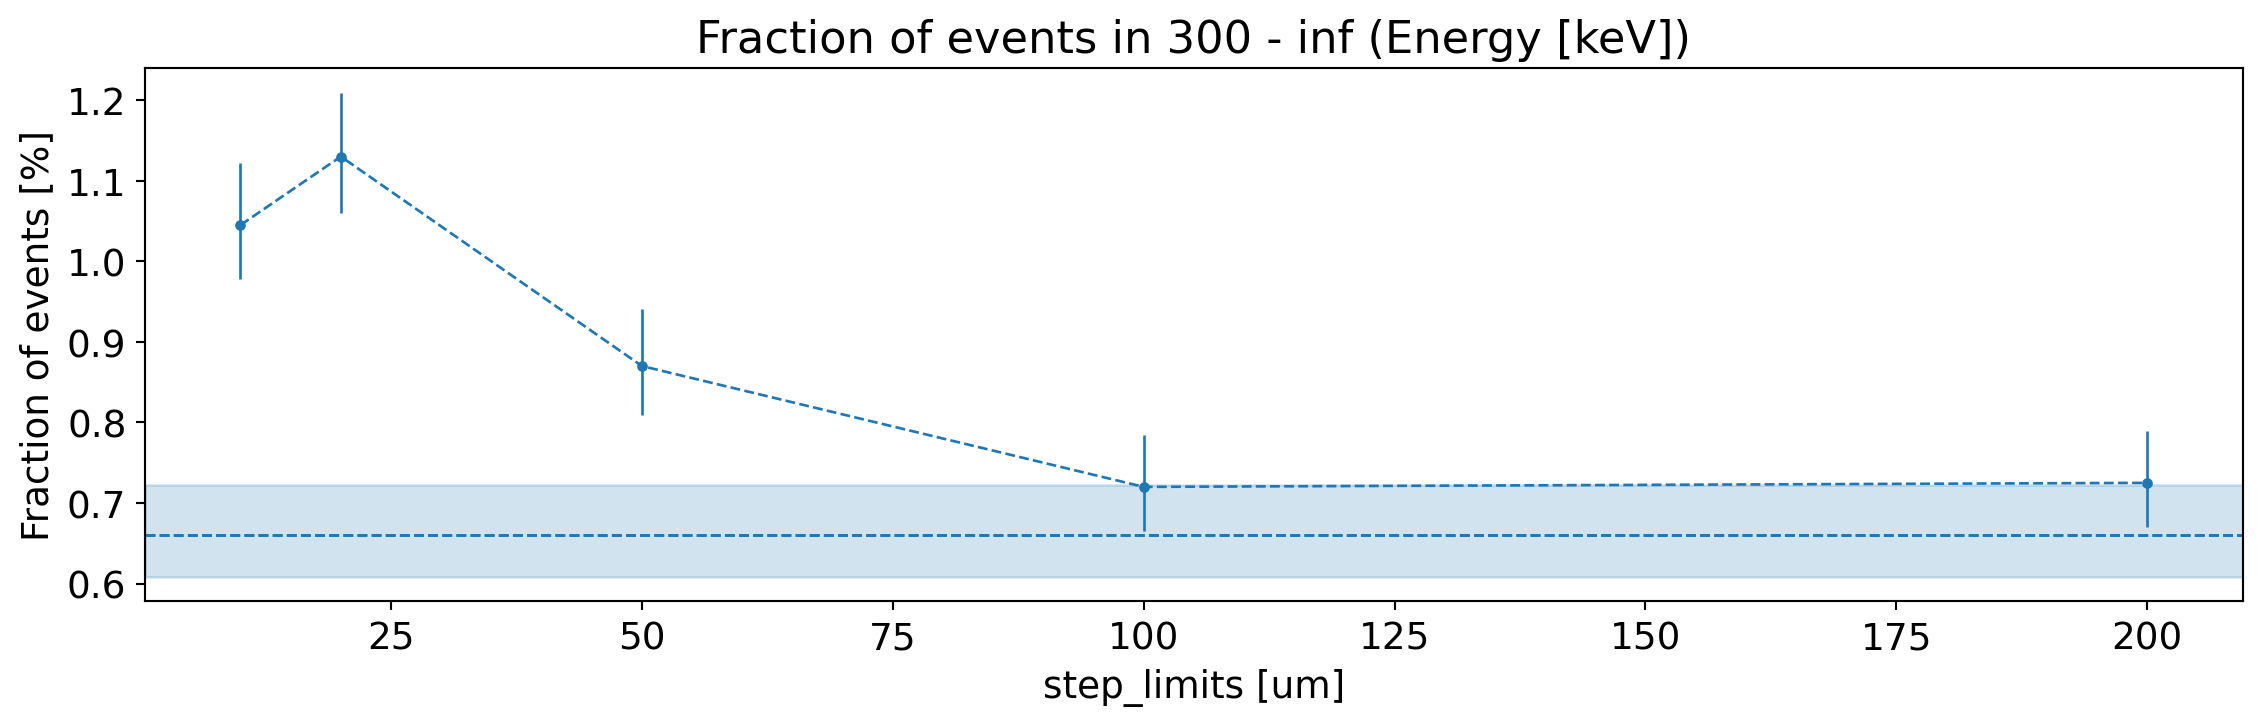 Fraction of events in 300 - inf (Energy [keV])
Fraction of events [%]
1.2
1.1
1.0
0.9
0.8
0.7
0.6
25 50 75 100 125 150 175 200
step_limits [um]